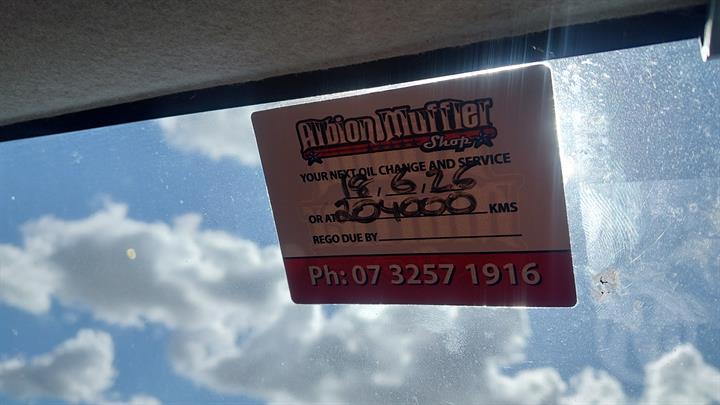 Albion Muffler
Shop
YOUR NEXT OIL CHANGE AND SERVICE
18.6.26
OR AT 204000 KMS
REGO DUE BY
Ph: 07 3257 1916